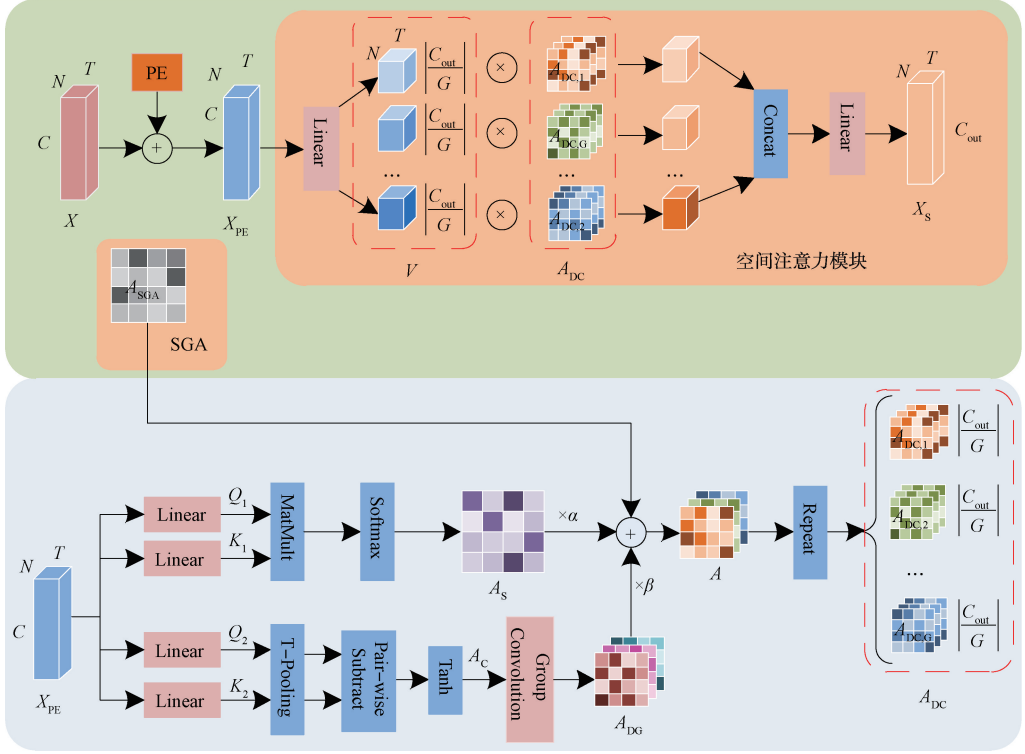 N T
C
X
PE
+
N T
C
X_PE
Linear
N T
C_out/G
×
A_DC,1
C_out/G
×
A_DC,G
...
...
C_out/G
×
A_DC,2
V
A_DC
Concat
Linear
N T
C_out
X_S
空间注意力模块
A_SGA
SGA
N T
C
X_PE
Linear
Q_1
Linear
K_1
MatMult
Softmax
A_S
×α
+
×β
Linear
Q_2
Linear
K_2
T-Pooling
Pair-wise
Subtract
Tanh
A_C
Group
Convolution
A_DG
A
Repeat
A_DC,1
C_out/G
A_DC,2
C_out/G
...
A_DC,G
C_out/G
A_DC